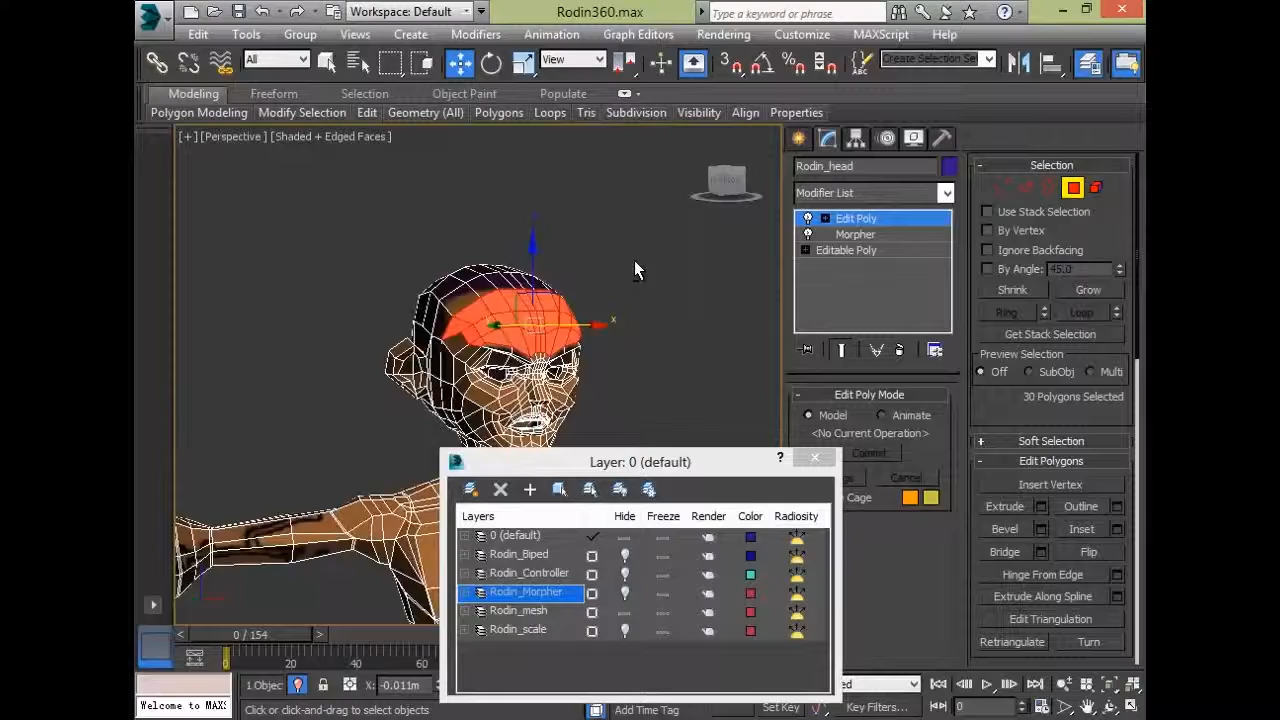 Workspace: Default
Rodin360.max
Type a keyword or phrase
Edit Tools Group Views Create Modifiers Animation Graph Editors Rendering Customize MAXScript Help
All View Create Selection Se
Modeling Freeform Selection Object Paint Populate
Polygon Modeling Modify Selection Edit Geometry (All) Polygons Loops Tris Subdivision Visibility Align Properties
[+] [Perspective] [Shaded + Edged Faces]
x
Rodin_head
Modifier List
Edit Poly
Morpher
Editable Poly
Edit Poly Mode
Model Animate
<No Current Operation>
Commit
Cancel
Cage
Selection
Use Stack Selection
By Vertex
Ignore Backfacing
By Angle: 45.0
Shrink Grow
Ring Loop
Get Stack Selection
Preview Selection
Off SubObj Multi
30 Polygons Selected
Soft Selection
Edit Polygons
Insert Vertex
Extrude Outline
Bevel Inset
Bridge Flip
Hinge From Edge
Extrude Along Spline
Edit Triangulation
Retriangulate Turn
Layer: 0 (default)
Layers Hide Freeze Render Color Radiosity
0 (default)
Rodin_Biped
Rodin_Controller
Rodin_Morpher
Rodin_mesh
Rodin_scale
0 / 154
0 20 40 60
1 Objec X: -0.011m
Welcome to MAX
Click or click-and-drag to select objects
Add Time Tag
Set Key
Key Filters...
0